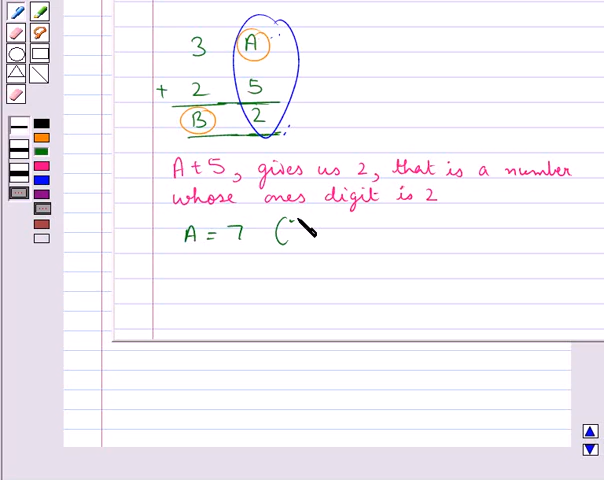 3 A
+ 2 5
B 2
A + 5, gives us 2, that is a number
whose ones digit is 2
A = 7 (